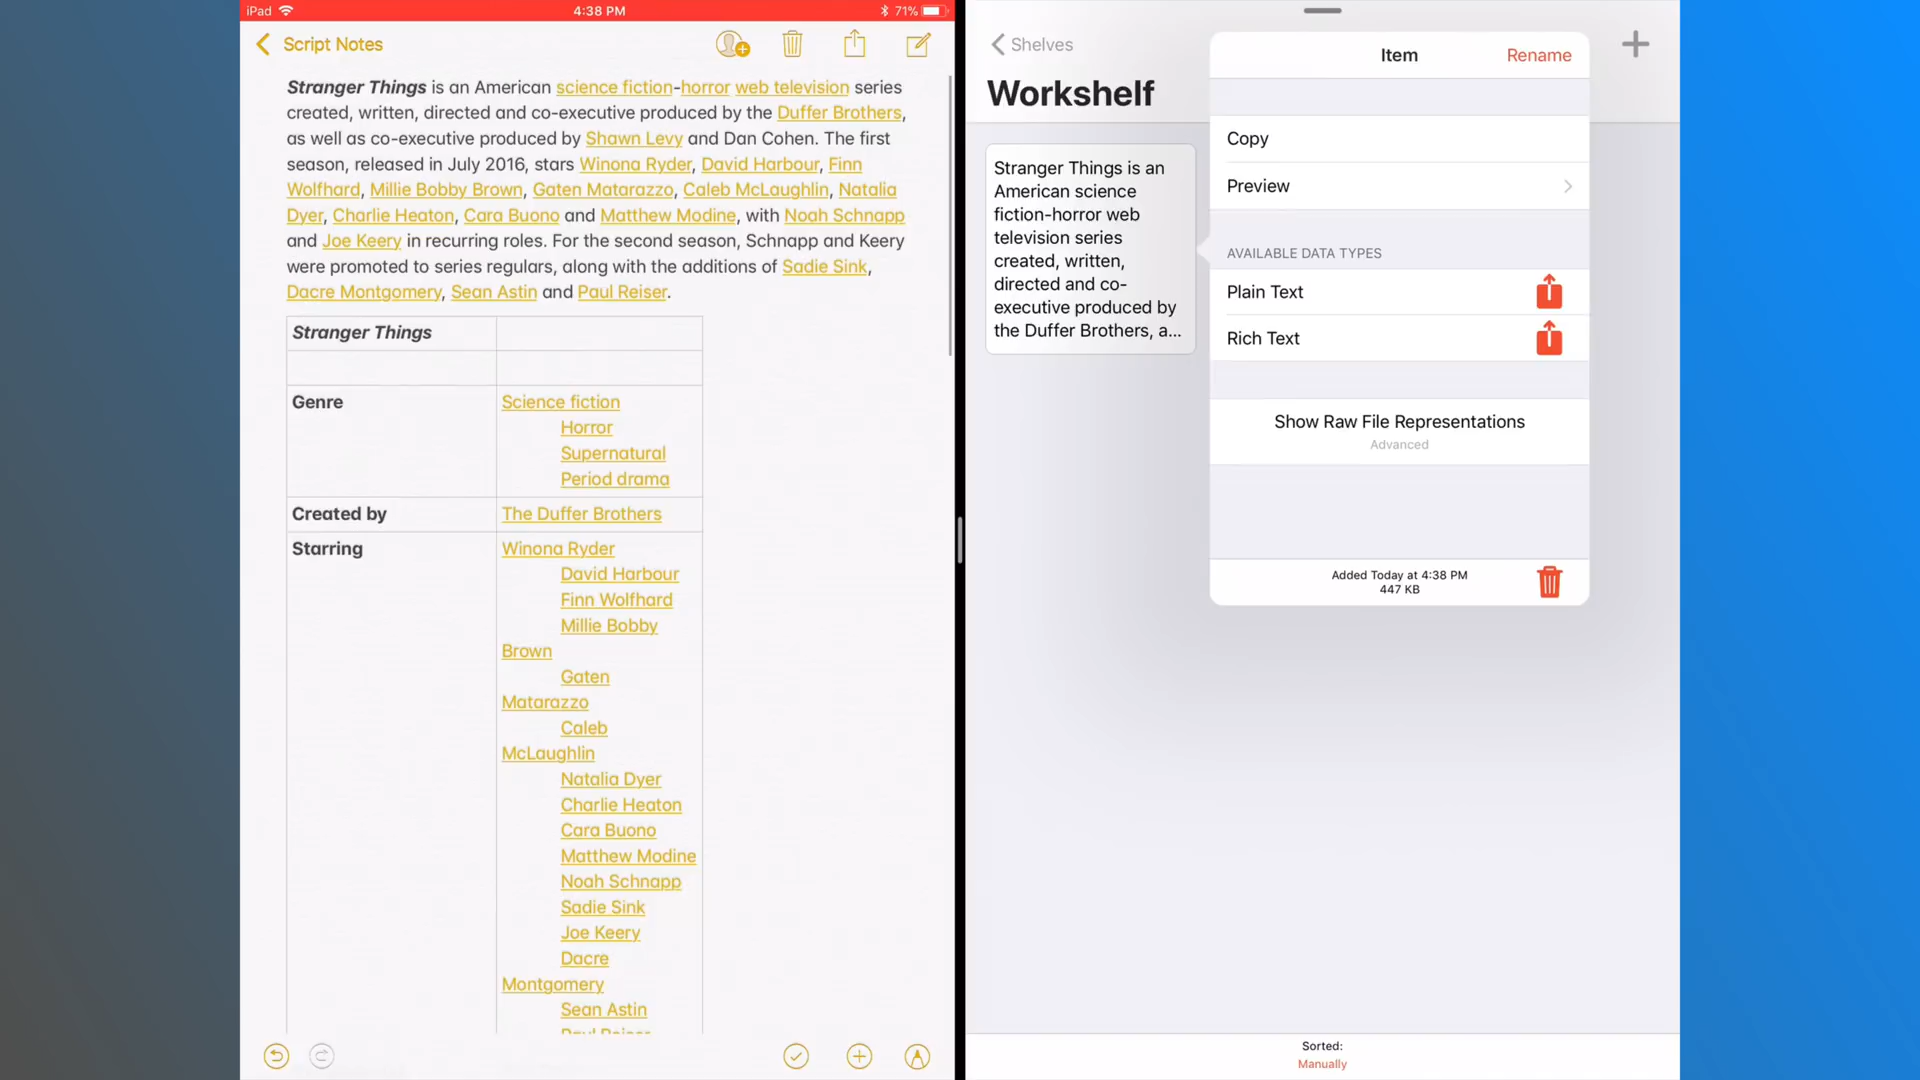 iPad
4:38 PM
71%
Script Notes
Stranger Things is an American science fiction-horror web television series
created, written, directed and co-executive produced by the Duffer Brothers,
as well as co-executive produced by Shawn Levy and Dan Cohen. The first
season, released in July 2016, stars Winona Ryder, David Harbour, Finn
Wolfhard, Millie Bobby Brown, Gaten Matarazzo, Caleb McLaughlin, Natalia
Dyer, Charlie Heaton, Cara Buono and Matthew Modine, with Noah Schnapp
and Joe Keery in recurring roles. For the second season, Schnapp and Keery
were promoted to series regulars, along with the additions of Sadie Sink,
Dacre Montgomery, Sean Astin and Paul Reiser.
Stranger Things
Genre
Science fiction
Horror
Supernatural
Period drama
Created by
The Duffer Brothers
Starring
Winona Ryder
David Harbour
Finn Wolfhard
Millie Bobby
Brown
Gaten
Matarazzo
Caleb
McLaughlin
Natalia Dyer
Charlie Heaton
Cara Buono
Matthew Modine
Noah Schnapp
Sadie Sink
Joe Keery
Dacre
Montgomery
Sean Astin
Paul Reiser
Shelves
Workshelf
Stranger Things is an
American science
fiction-horror web
television series
created, written,
directed and co-
executive produced by
the Duffer Brothers, a...
Item
Rename
Copy
Preview
AVAILABLE DATA TYPES
Plain Text
Rich Text
Show Raw File Representations
Advanced
Added Today at 4:38 PM
447 KB
Sorted:
Manually